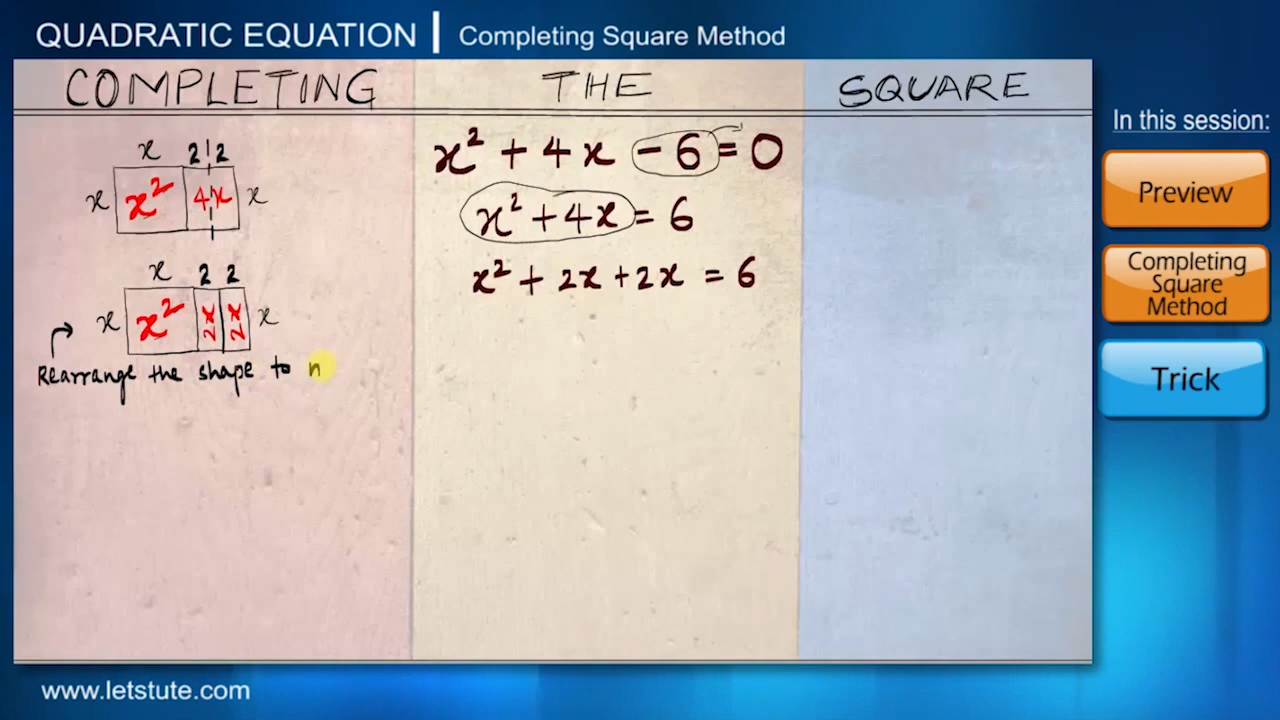 QUADRATIC EQUATION | Completing Square Method
COMPLETING THE SQUARE
x 2 2
x x² 4x x
x 2 2
x x² 2x 2x x
Rearrange the shape to n
x² + 4x - 6 = 0
x² + 4x = 6
x² + 2x + 2x = 6
In this session:
Preview
Completing
Square
Method
Trick
www.letstute.com